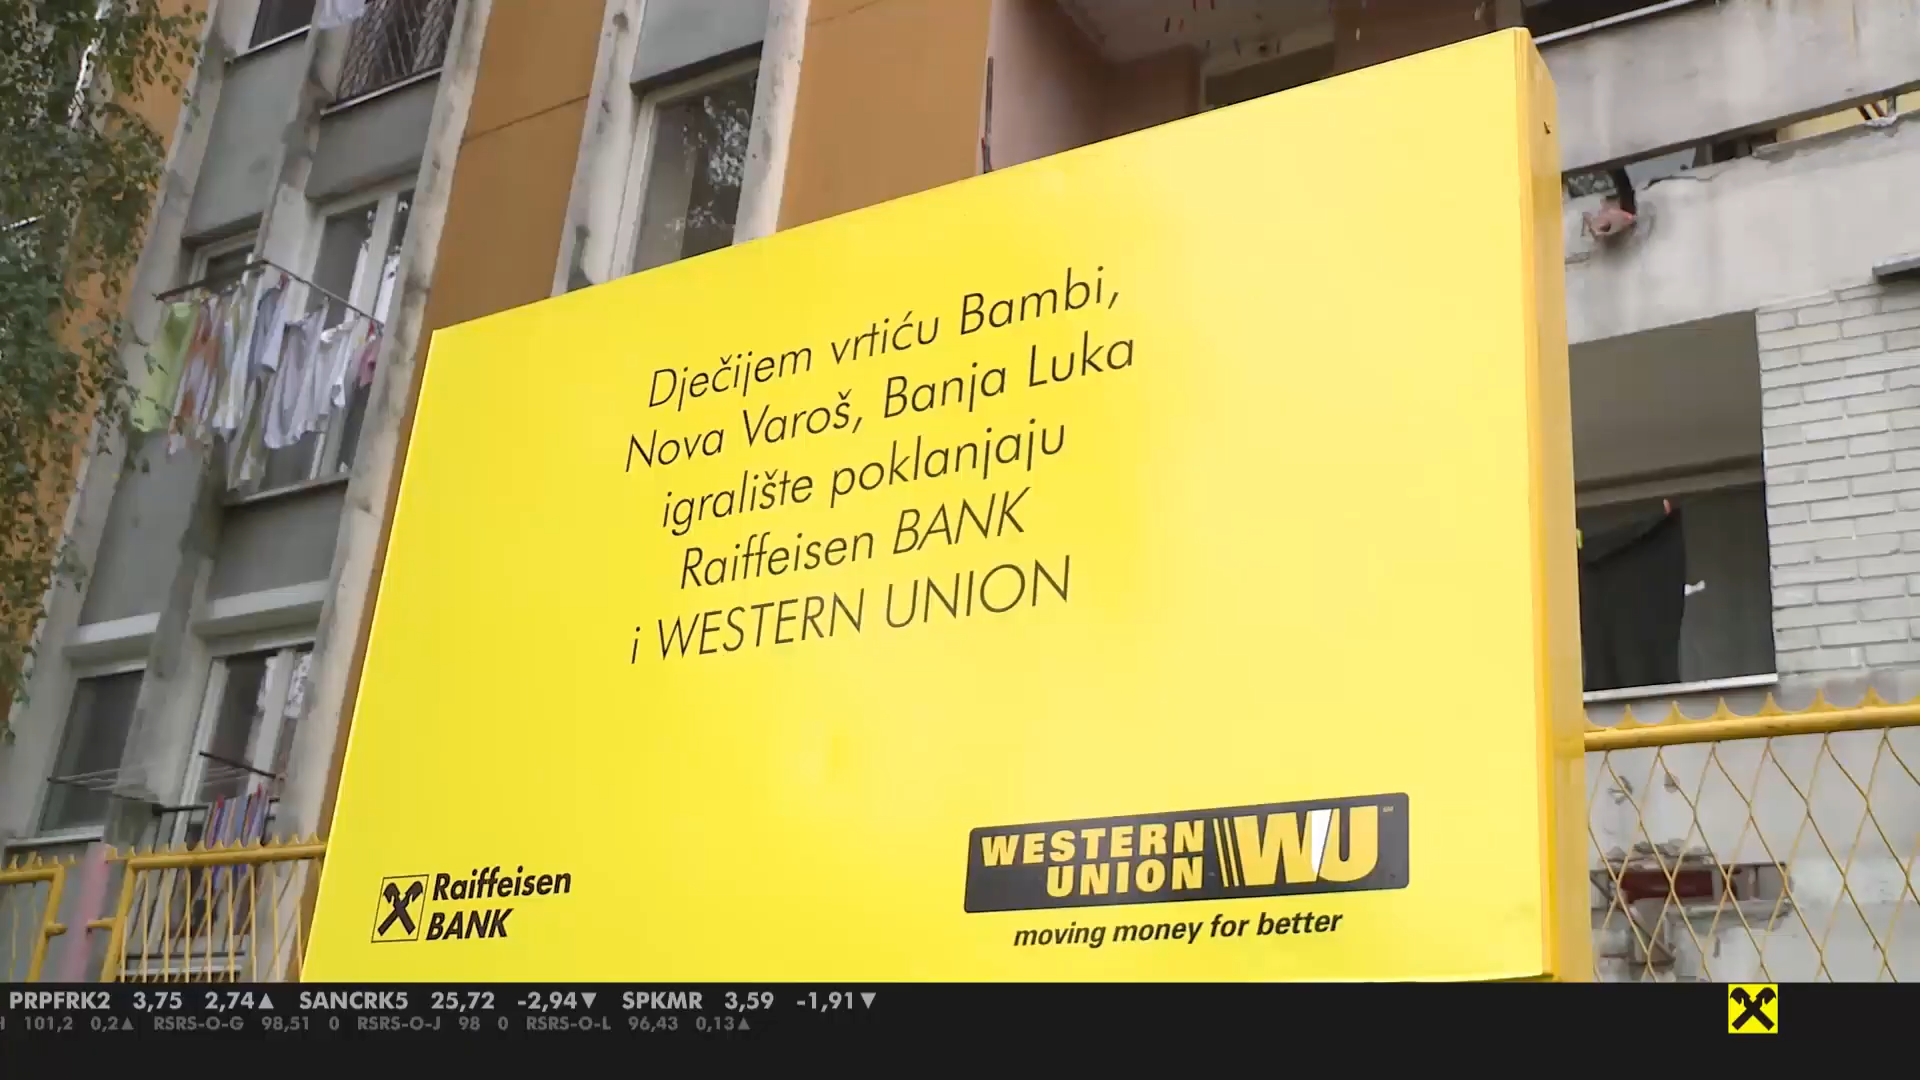 Dječijem vrtiću Bambi,
Nova Varoš, Banja Luka
igralište poklanjaju
Raiffeisen BANK
i WESTERN UNION
Raiffeisen
BANK
WESTERN
UNION WU
moving money for better
PRPFRK2 3,75 2,74▲ SANCRK5 25,72 -2,94▼ SPKMR 3,59 -1,91▼
101,2 0,2▲ RSRS-O-G 98,51 0 RSRS-O-J 98 0 RSRS-O-L 96,43 0,13▲